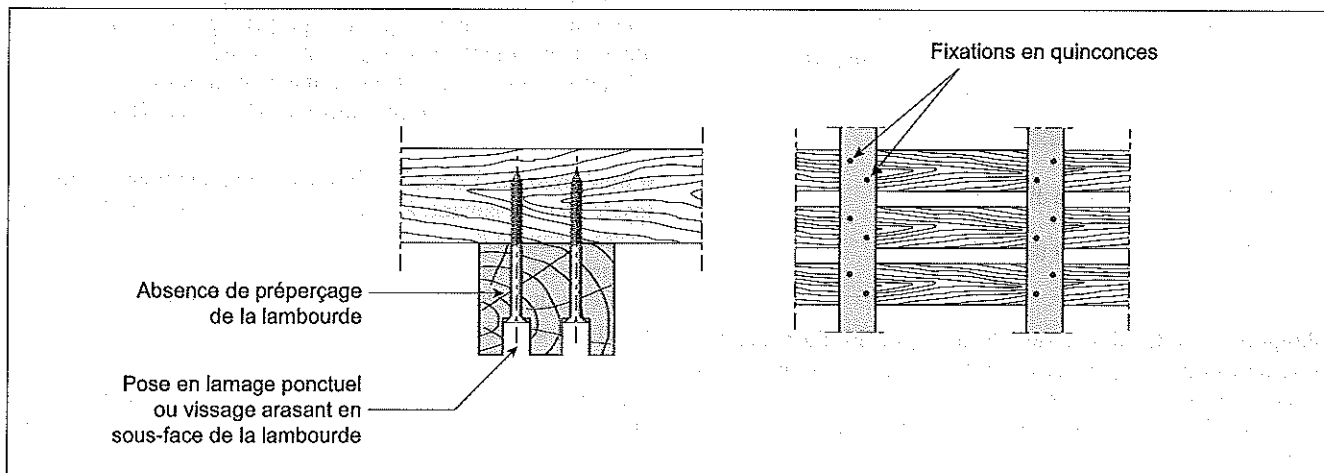 Fixations en quinconces
Absence de préperçage
de la lambourde
Pose en lamage ponctuel
ou vissage arasant en
sous-face de la lambourde